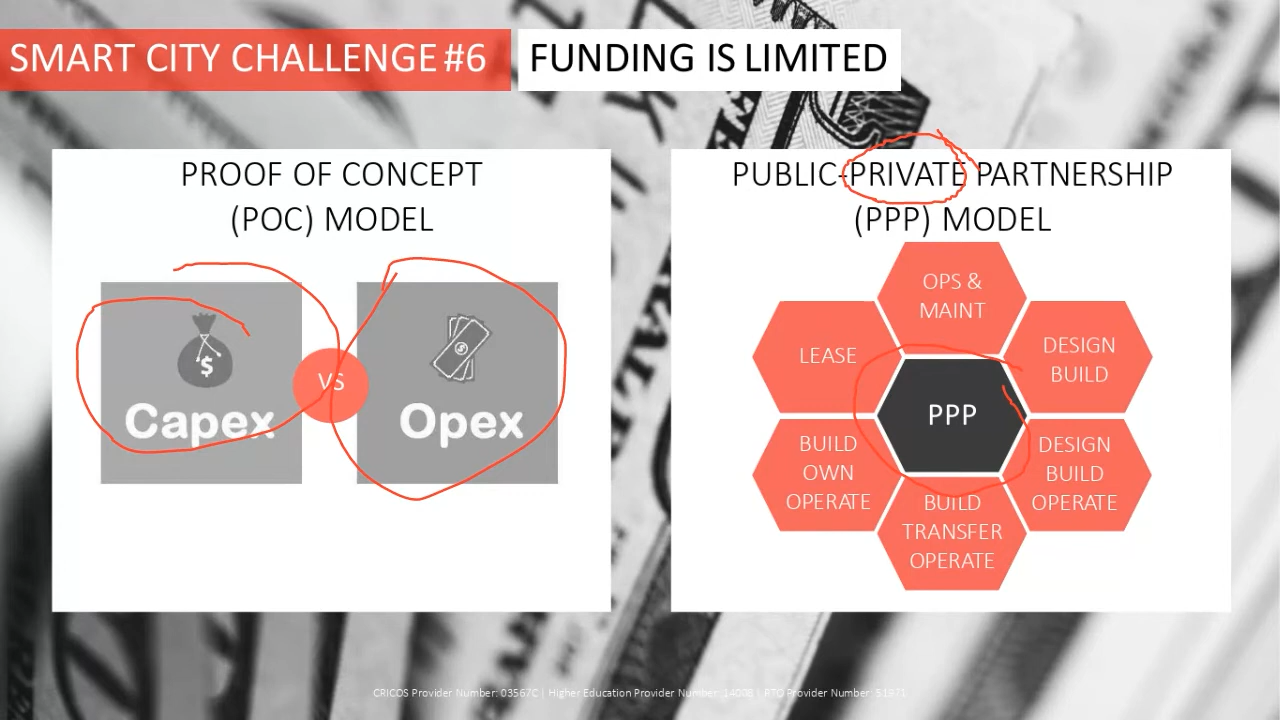 SMART CITY CHALLENGE #6
FUNDING IS LIMITED
PROOF OF CONCEPT
(POC) MODEL
Capex
VS
Opex
PUBLIC-PRIVATE PARTNERSHIP
(PPP) MODEL
OPS &
MAINT
LEASE
DESIGN
BUILD
PPP
BUILD
OWN
OPERATE
DESIGN
BUILD
OPERATE
BUILD
TRANSFER
OPERATE
CRICOS Provider Number: 03567C | Higher Education Provider Number: 14008 | RTO Provider Number: 51971